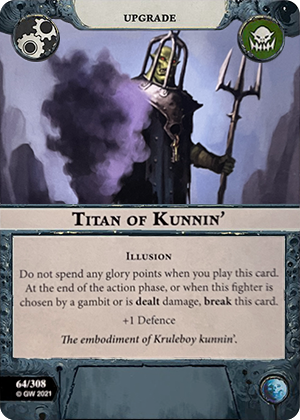 UPGRADE
TITAN OF KUNNIN'
ILLUSION
Do not spend any glory points when you play this card.
At the end of the action phase, or when this fighter is
chosen by a gambit or is dealt damage, break this card.
+1 Defence
The embodiment of Kruleboy kunnin'.
64/308
© GW 2021